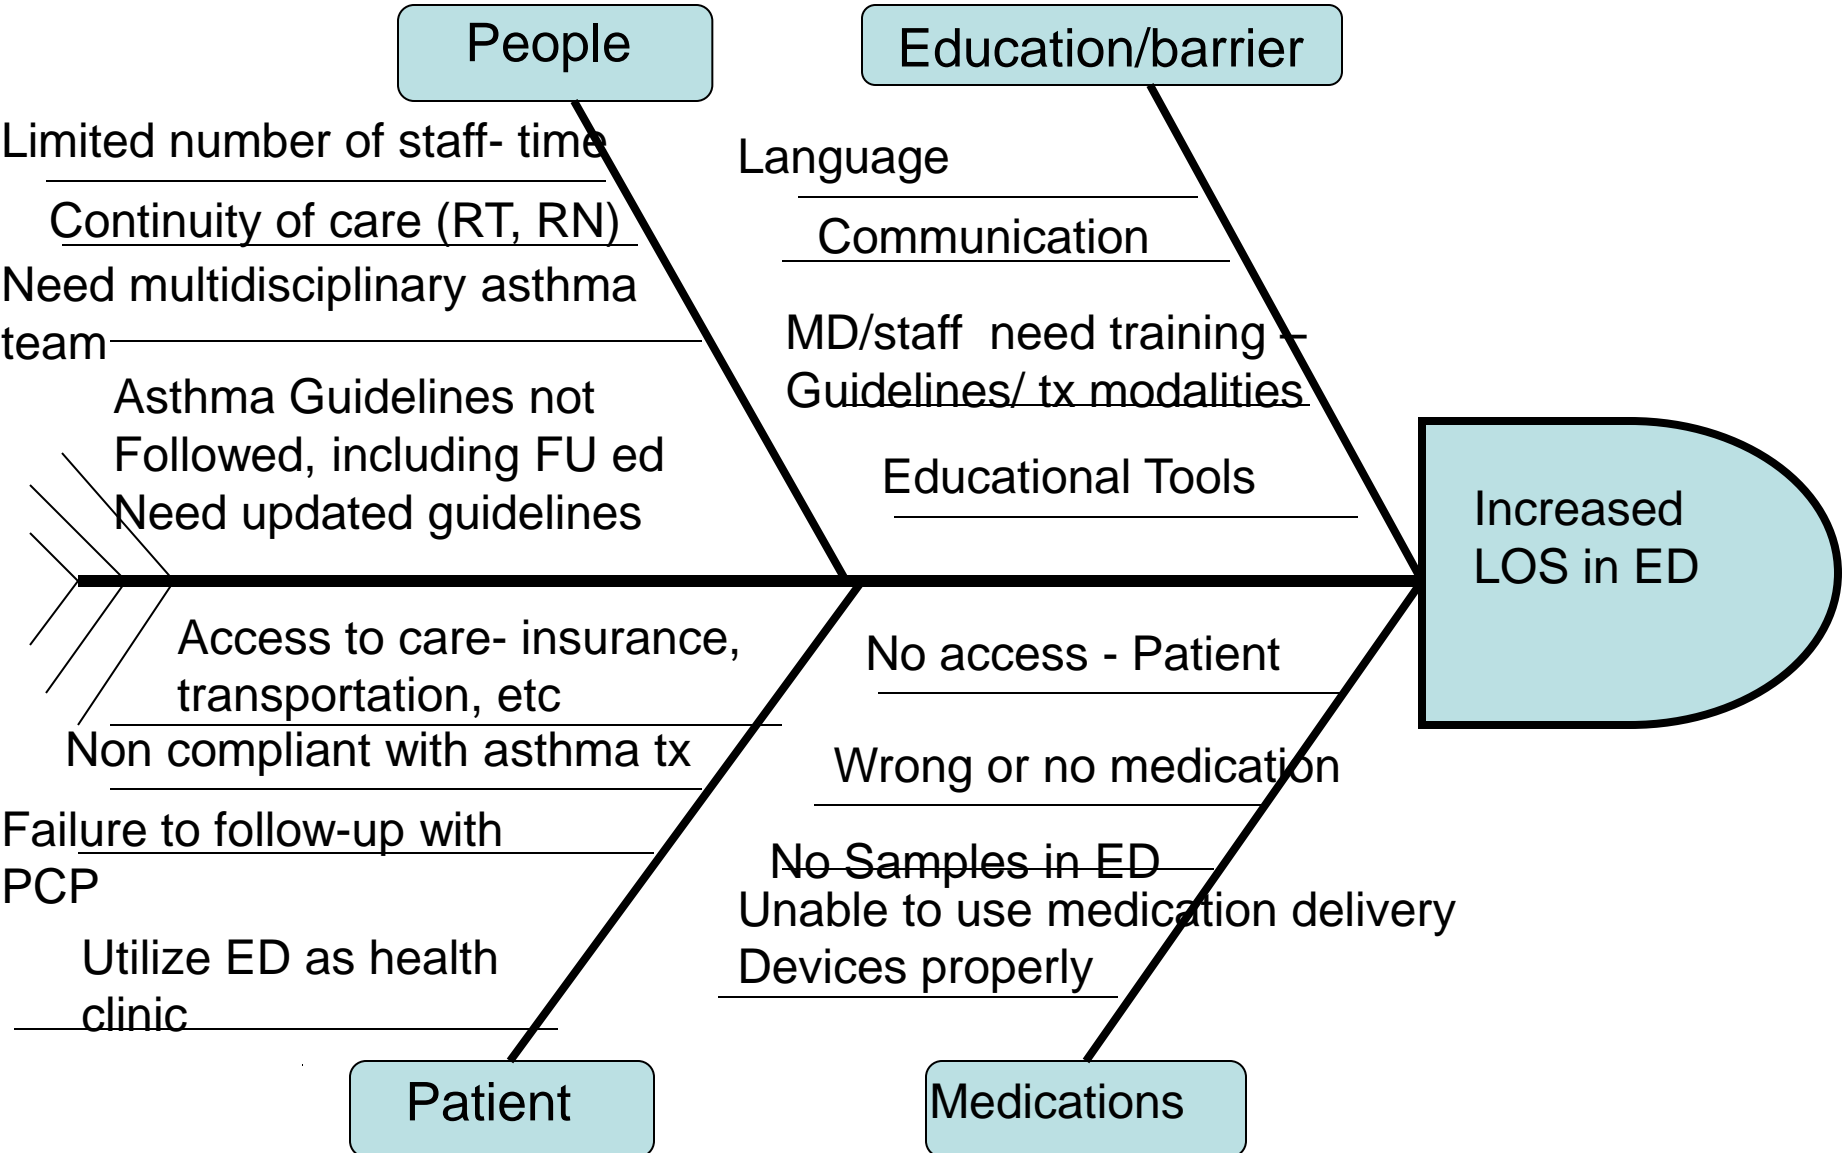 People
Limited number of staff- time
Continuity of care (RT, RN)
Need multidisciplinary asthma
team
Asthma Guidelines not
Followed, including FU ed
Need updated guidelines
Education/barrier
Language
Communication
MD/staff  need training –
Guidelines/ tx modalities
Educational Tools
Increased
LOS in ED
Access to care- insurance,
transportation, etc
Non compliant with asthma tx
Failure to follow-up with
PCP
Utilize ED as health
clinic
Patient
No access - Patient
Wrong or no medication
No Samples in ED
Unable to use medication delivery
Devices properly
Medications